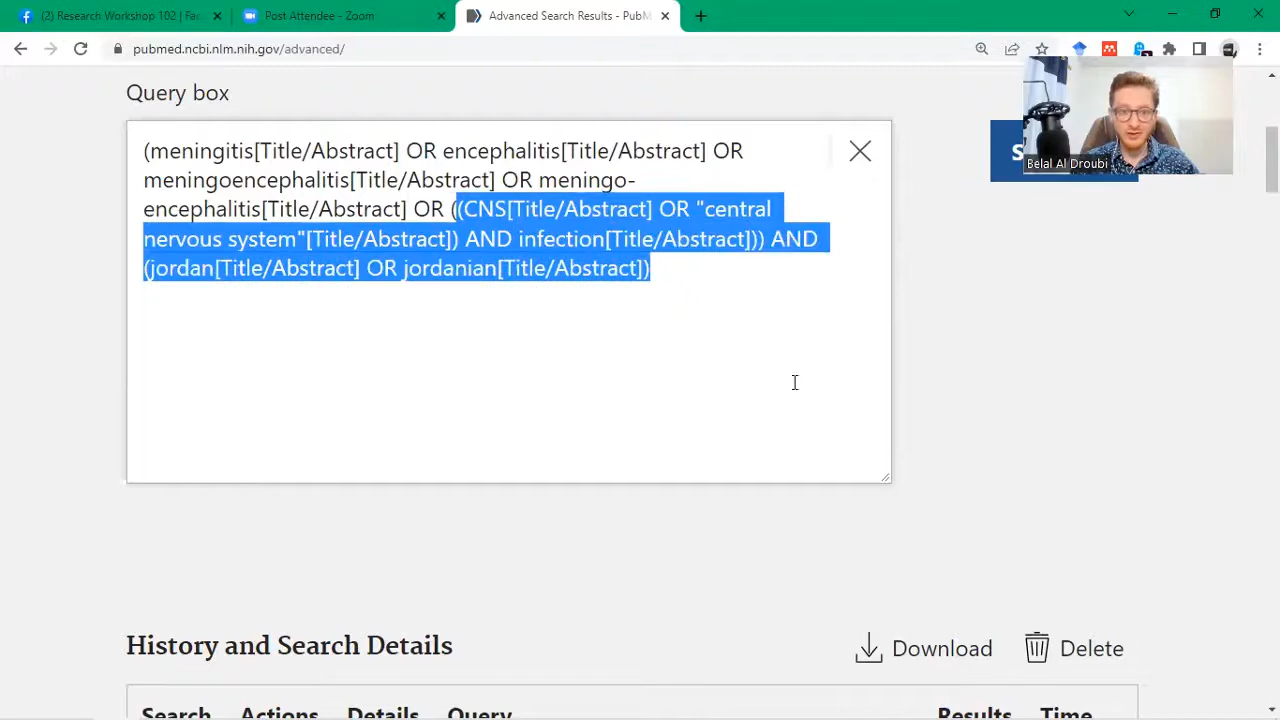 (2) Research Workshop 102 | Fac
Post Attendee - Zoom
Advanced Search Results - PubM
pubmed.ncbi.nlm.nih.gov/advanced/
Query box
(meningitis[Title/Abstract] OR encephalitis[Title/Abstract] OR
meningoencephalitis[Title/Abstract] OR meningo-
encephalitis[Title/Abstract] OR ((CNS[Title/Abstract] OR "central
nervous system"[Title/Abstract]) AND infection[Title/Abstract])) AND
(jordan[Title/Abstract] OR jordanian[Title/Abstract])
S
Belal Al Droubi
History and Search Details
Download
Delete
Search Actions Details Query Results Time